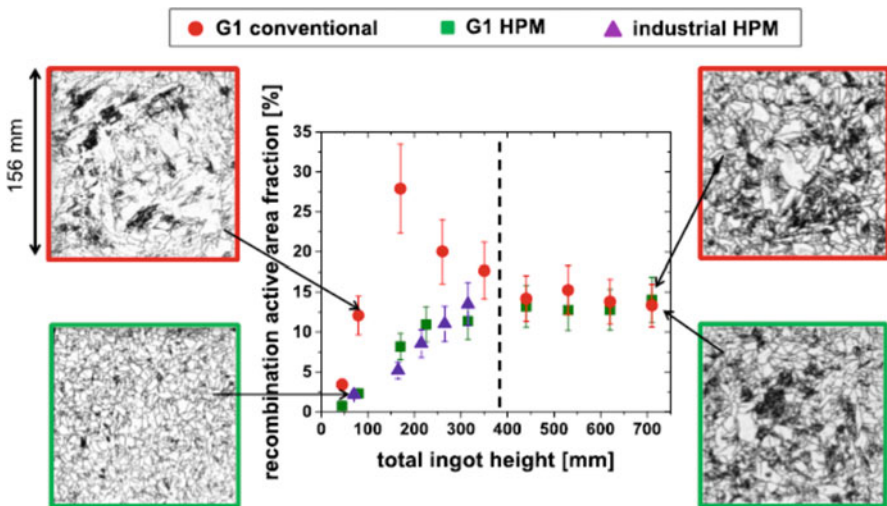 G1 conventional G1 HPM industrial HPM
156 mm
recombination active area fraction [%]
35
30
25
20
15
10
5
0
0 100 200 300 400 500 600 700
total ingot height [mm]